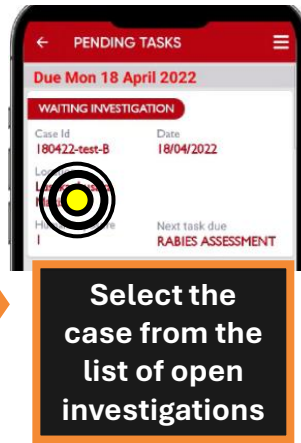 PENDING TASKS
Due Mon 18 April 2022
WAITING INVESTIGATION
Case Id Date
180422-test-B 18/04/2022
Next task due
1 RABIES ASSESSMENT
Select the
case from the
list of open
investigations